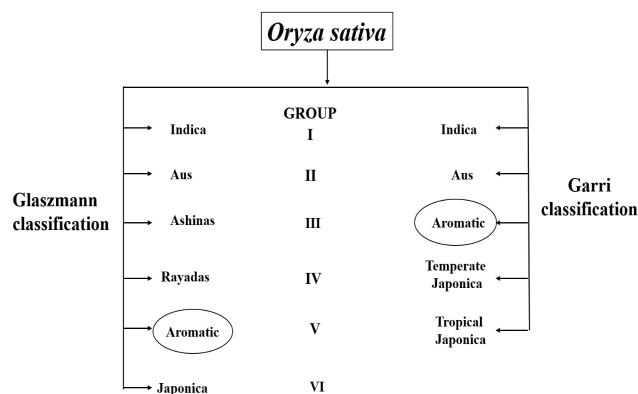 Oryza sativa
GROUP
Indica I Indica
Aus II Aus
Glaszmann
classification
Garri
classification
Ashinas III Aromatic
Rayadas IV Temperate
Japonica
Aromatic V Tropical
Japonica
Japonica VI